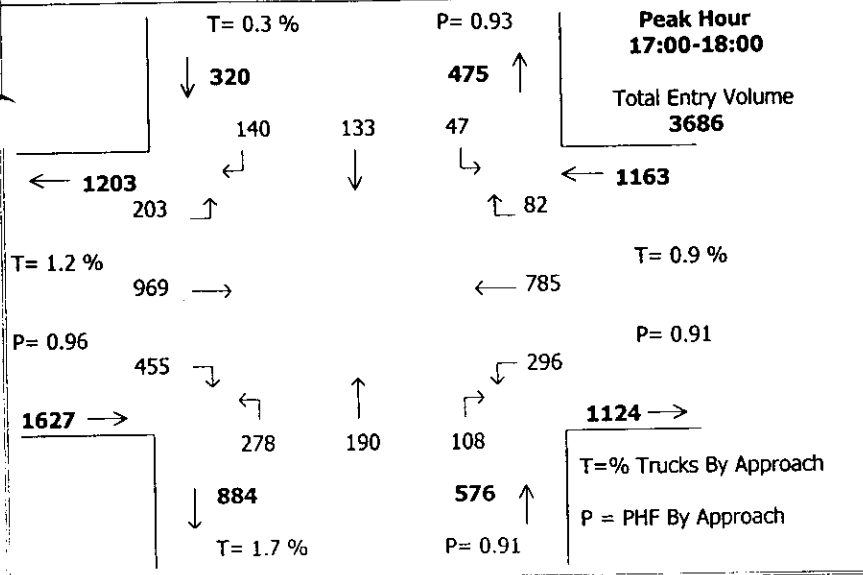 T= 0.3 %
P= 0.93
Peak Hour
17:00-18:00
320
475
Total Entry Volume
3686
140
133
47
1203
1163
203
82
T= 1.2 %
T= 0.9 %
969
785
P= 0.96
P= 0.91
455
296
1627
1124
278
190
108
T=% Trucks By Approach
884
576
P = PHF By Approach
T= 1.7 %
P= 0.91